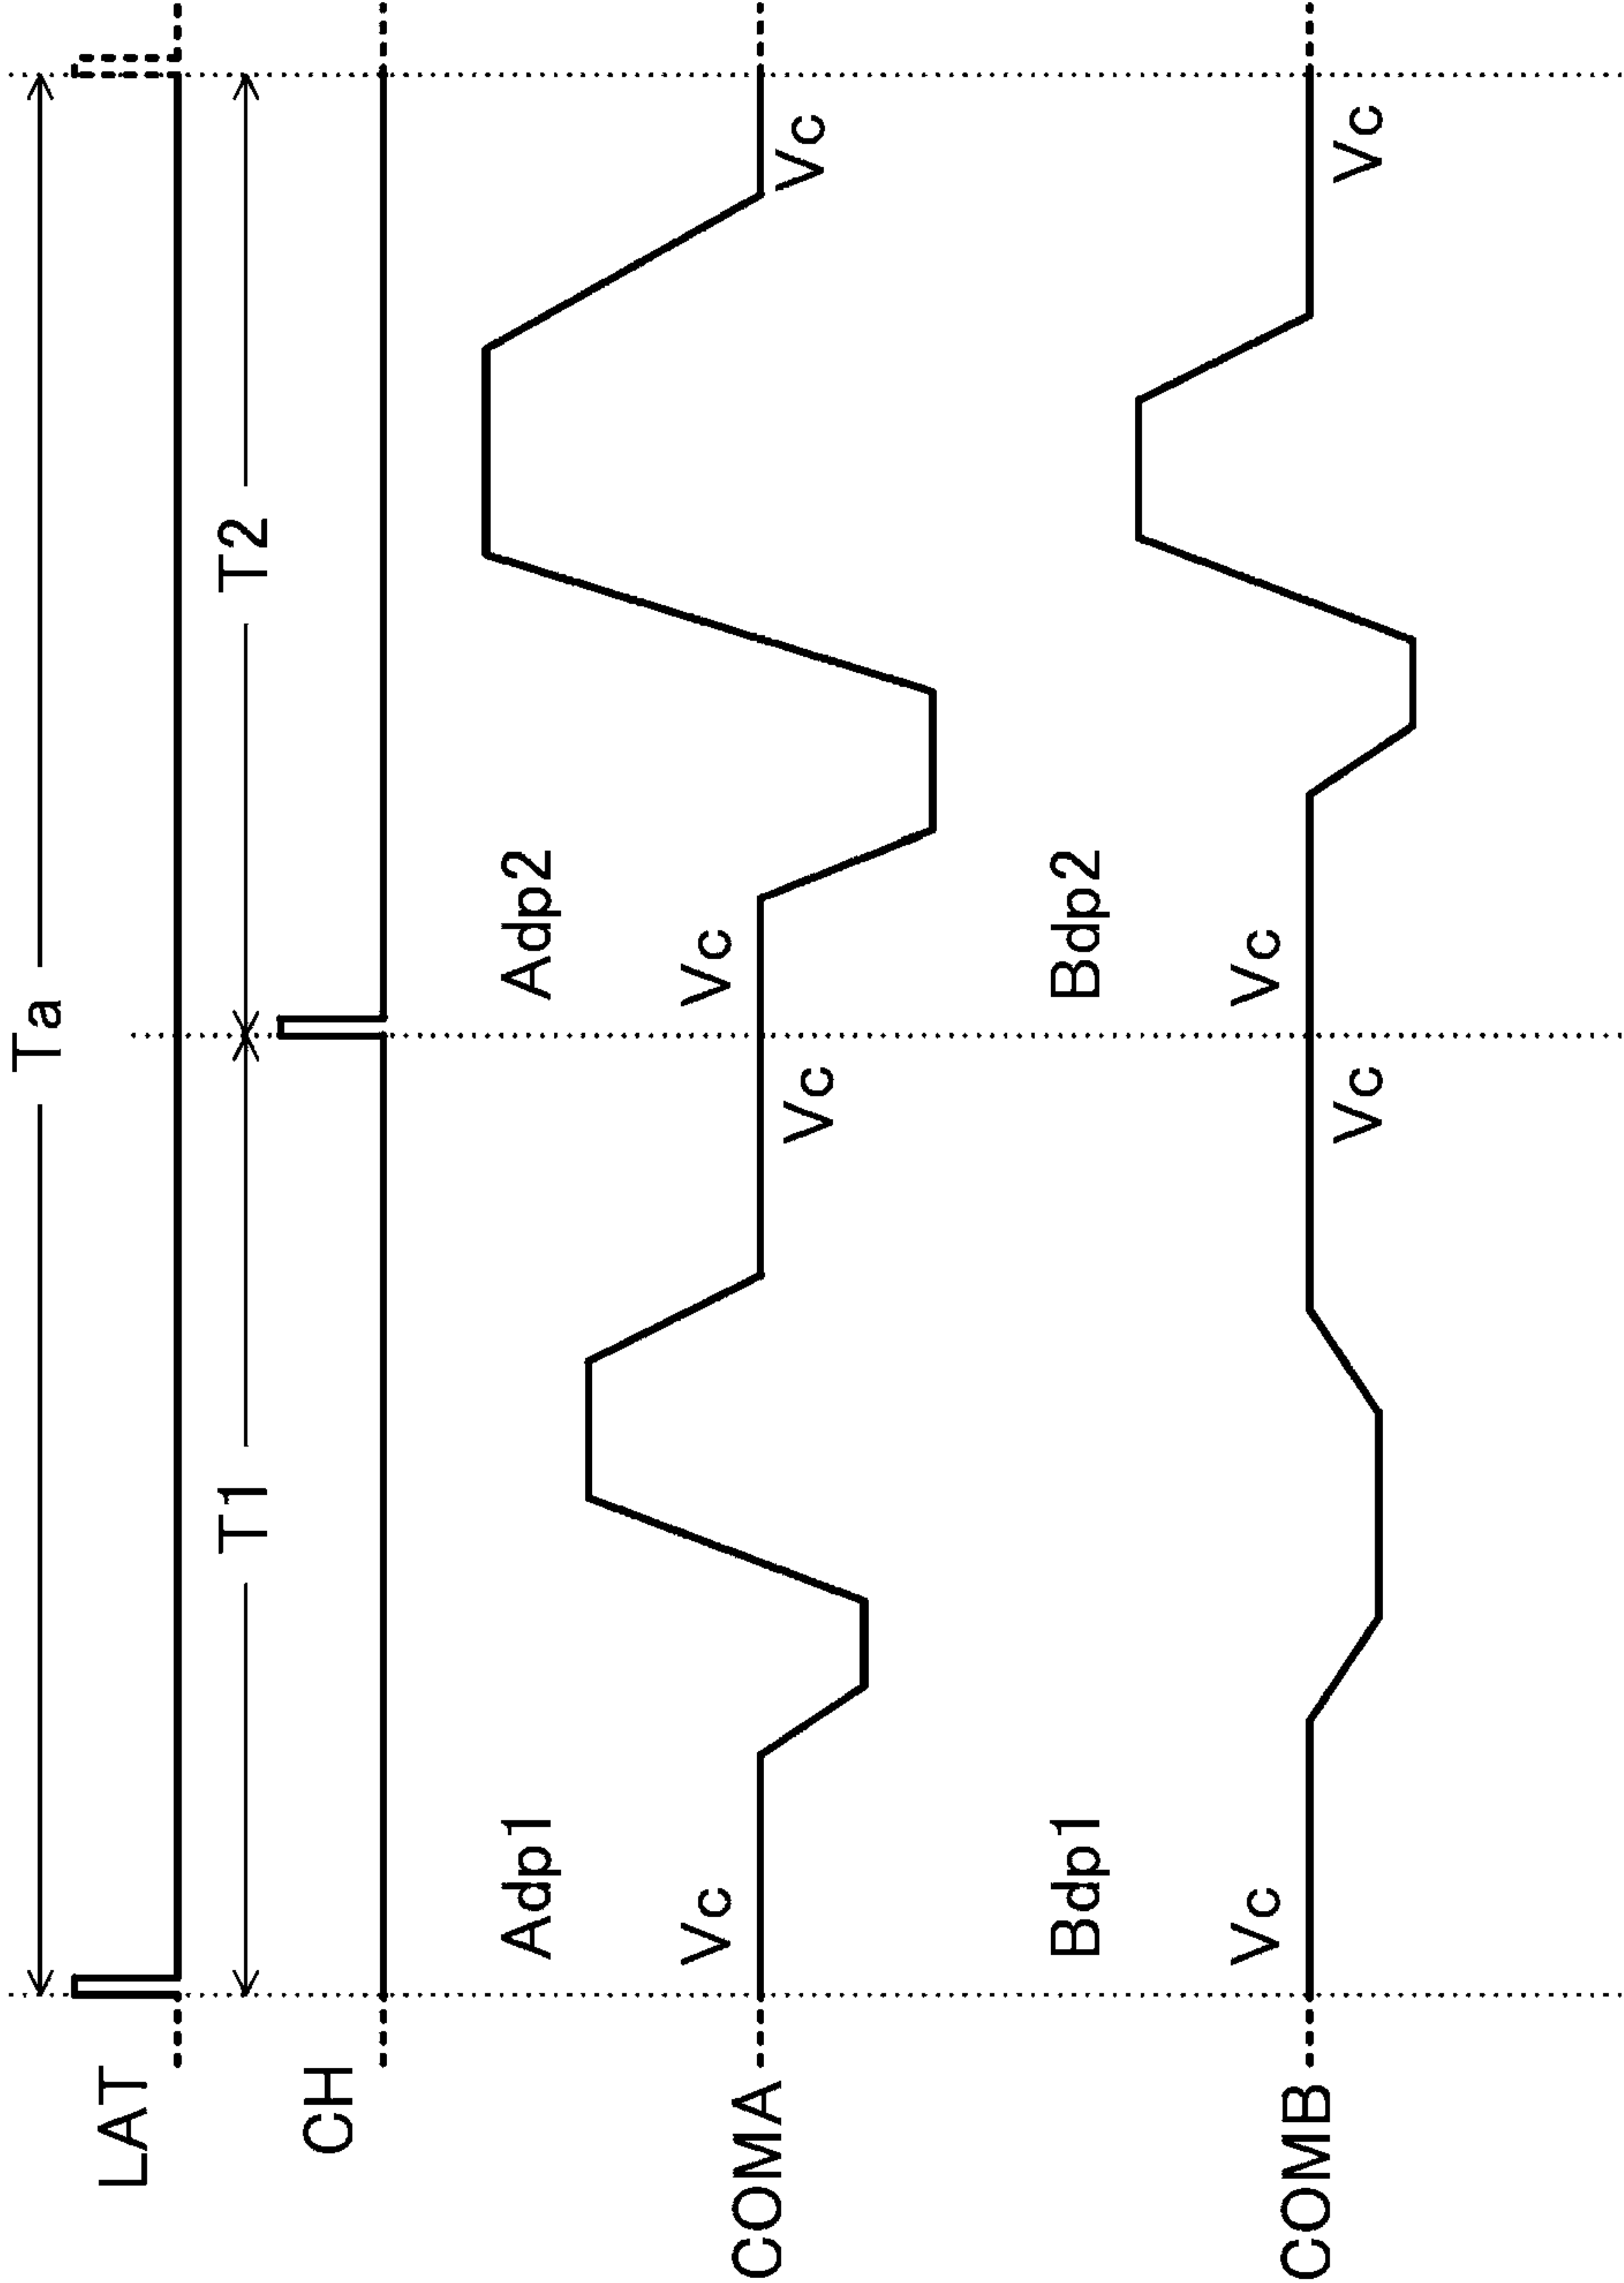 Ta
LAT
T1
T2
CH
Adp1
Adp2
Vc
Vc
Vc
Vc
COMA
Bdp1
Bdp2
Vc
Vc
Vc
Vc
COMB